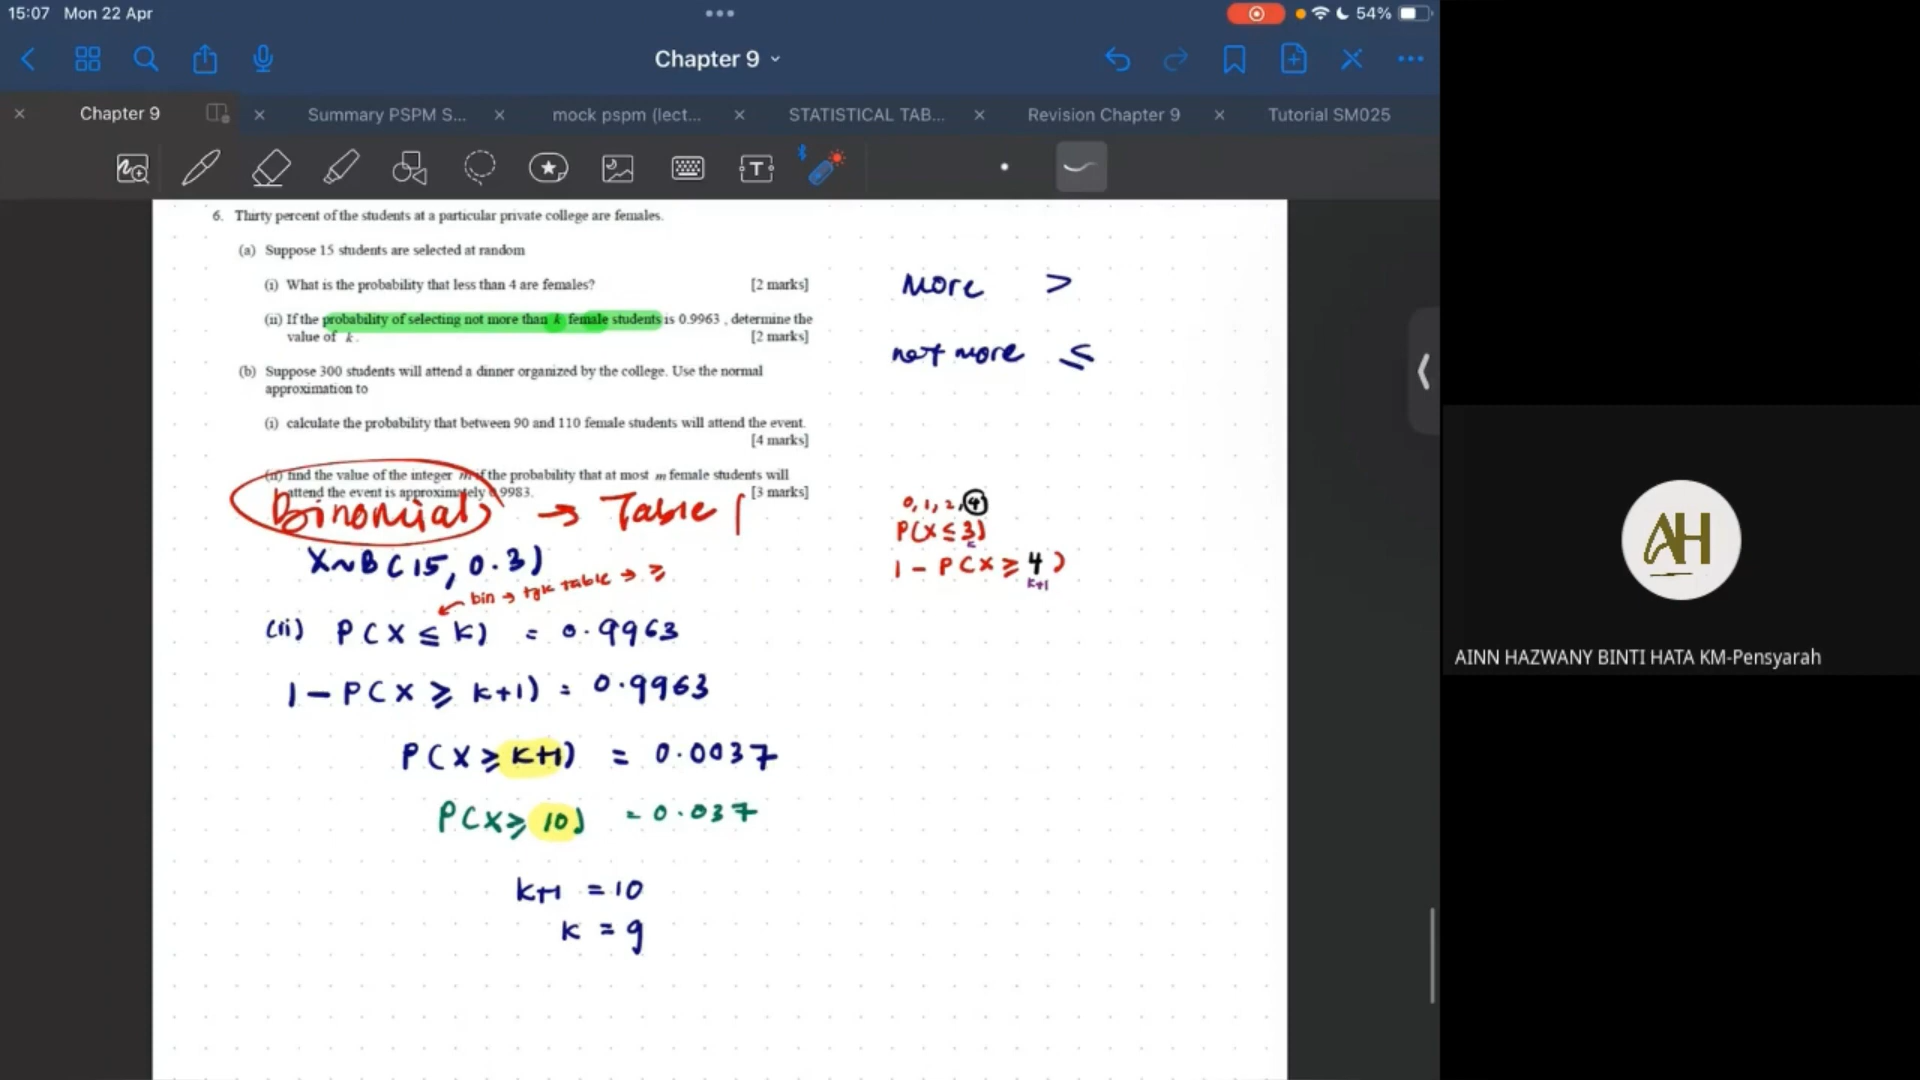 15:07 Mon 22 Apr
54%
Chapter 9
Chapter 9
Summary PSPM S...
mock pspm (lect...
STATISTICAL TAB...
Revision Chapter 9
Tutorial SM025
6. Thirty percent of the students at a particular private college are females.
(a) Suppose 15 students are selected at random
(i) What is the probability that less than 4 are females? [2 marks]
(ii) If the probability of selecting not more than k female students is 0.9963 , determine the
value of k. [2 marks]
(b) Suppose 300 students will attend a dinner organized by the college. Use the normal
approximation to
(i) calculate the probability that between 90 and 110 female students will attend the event.
[4 marks]
(ii) find the value of the integer m if the probability that at most m female students will
attend the event is approximately 0.9983. [3 marks]
More >
not more ≤
Binomial → Table 1
X~B(15, 0.3)
bin → tgk table → ≥
(ii) P(X ≤ k) = 0.9963
1 - P(X ≥ k+1) = 0.9963
P(X ≥ k+1) = 0.0037
P(X ≥ 10) = 0.037
k+1 = 10
k = 9
0, 1, 2, 4
P(X ≤ 3)
k
1 - P(X ≥ 4)
k+1
AH
AINN HAZWANY BINTI HATA KM-Pensyarah